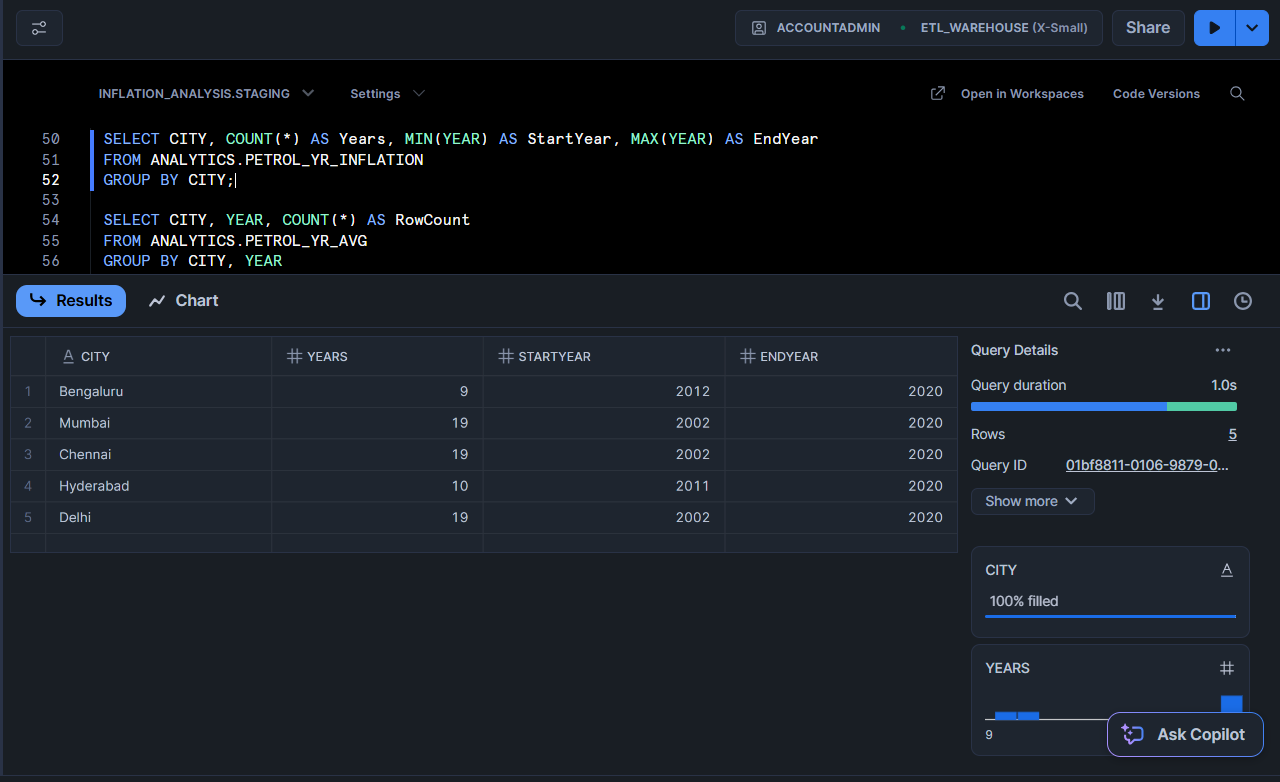 ACCOUNTADMIN • ETL_WAREHOUSE (X-Small) Share
INFLATION_ANALYSIS.STAGING Settings Open in Workspaces Code Versions
50 SELECT CITY, COUNT(*) AS Years, MIN(YEAR) AS StartYear, MAX(YEAR) AS EndYear
51 FROM ANALYTICS.PETROL_YR_INFLATION
52 GROUP BY CITY;
53
54 SELECT CITY, YEAR, COUNT(*) AS RowCount
55 FROM ANALYTICS.PETROL_YR_AVG
56 GROUP BY CITY, YEAR
Results Chart
A CITY # YEARS # STARTYEAR # ENDYEAR
1 Bengaluru 9 2012 2020
2 Mumbai 19 2002 2020
3 Chennai 19 2002 2020
4 Hyderabad 10 2011 2020
5 Delhi 19 2002 2020
Query Details ...
Query duration 1.0s
Rows 5
Query ID 01bf8811-0106-9879-0...
Show more
CITY A
100% filled
YEARS #
9
Ask Copilot